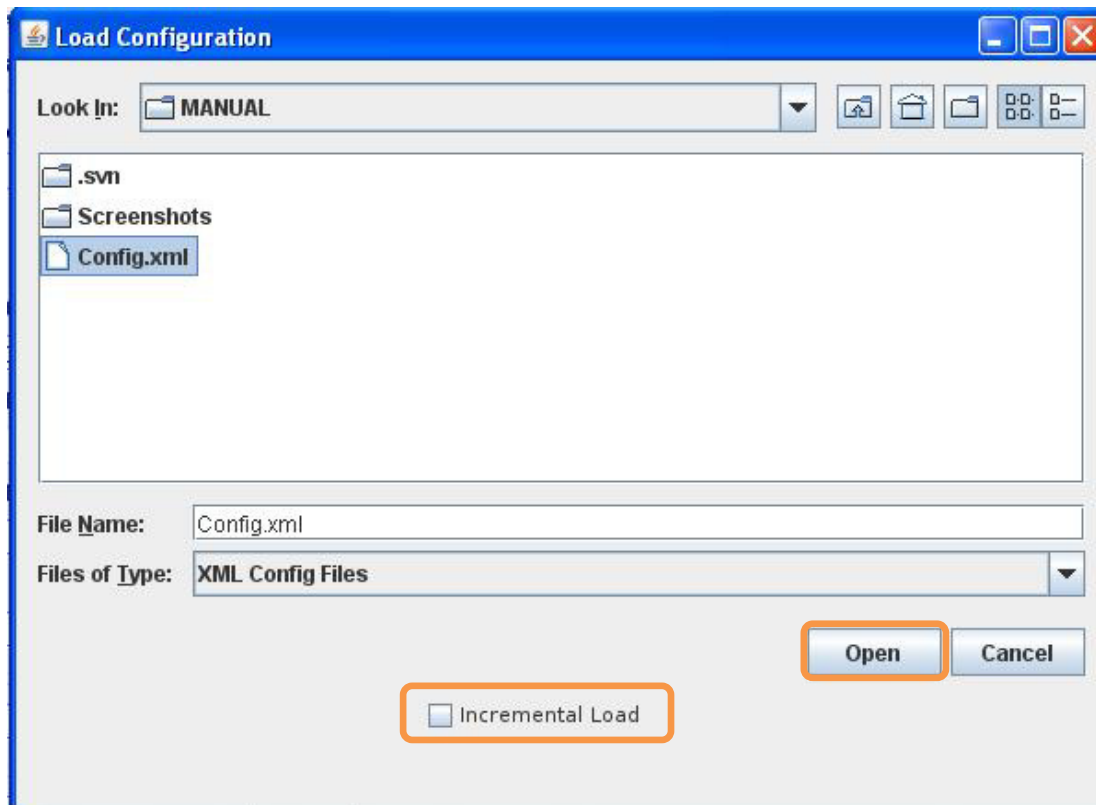 Load Configuration
Look In: MANUAL
.svn
Screenshots
Config.xml
File Name: Config.xml
Files of Type: XML Config Files
Open Cancel
Incremental Load